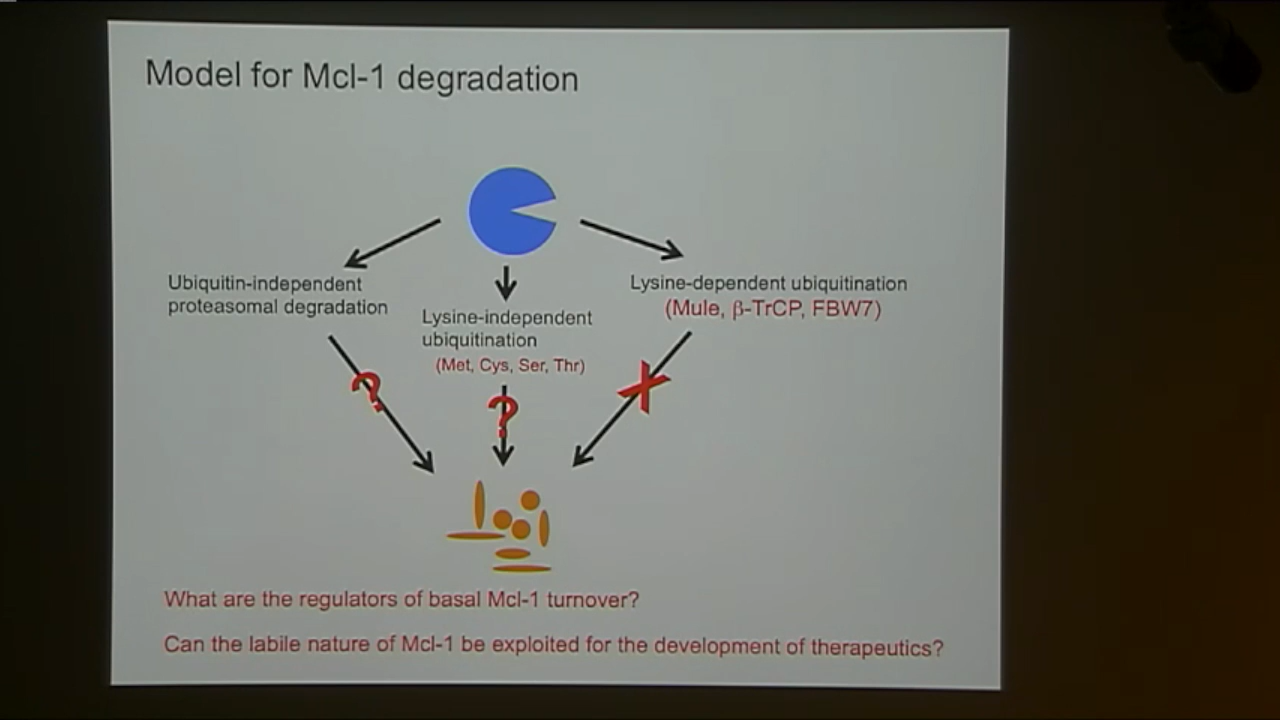 Model for Mcl-1 degradation
Ubiquitin-independent
proteasomal degradation
Lysine-independent
ubiquitination
(Met, Cys, Ser, Thr)
Lysine-dependent ubiquitination
(Mule, β-TrCP, FBW7)
?
?
X
What are the regulators of basal Mcl-1 turnover?
Can the labile nature of Mcl-1 be exploited for the development of therapeutics?